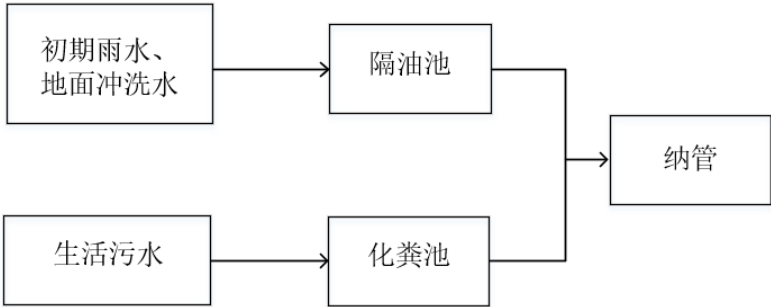 初期雨水、
地面冲洗水
隔油池
纳管
生活污水
化粪池